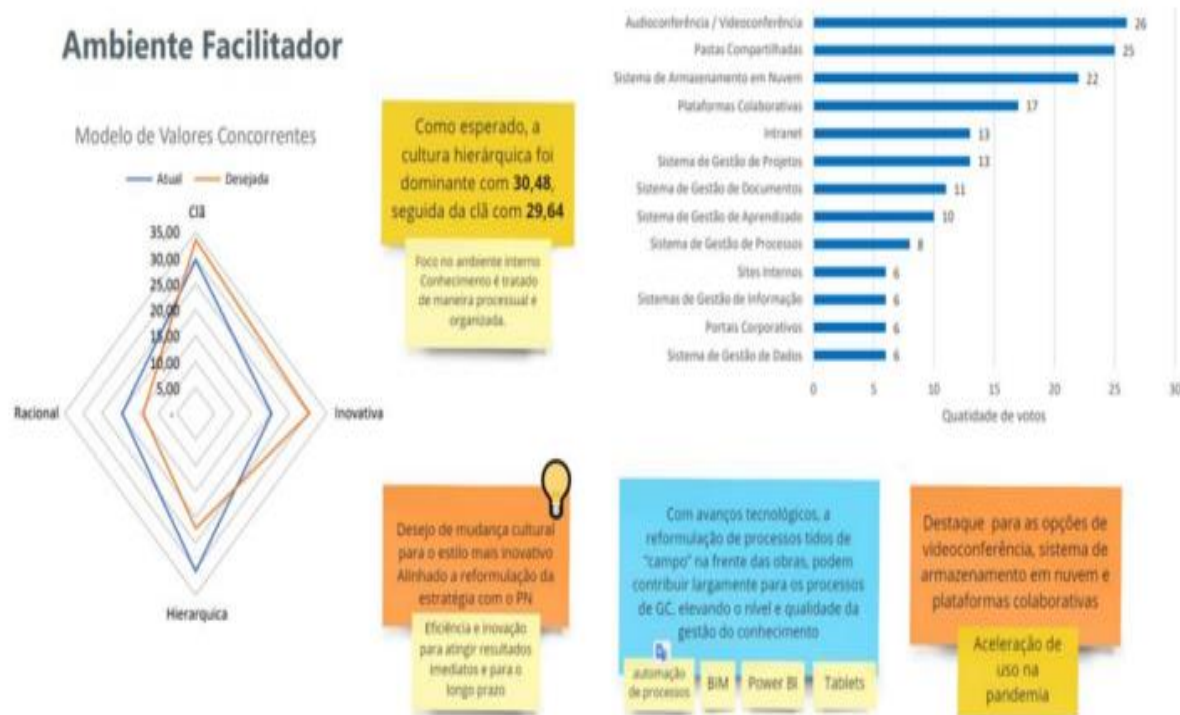 Ambiente Facilitador
Modelo de Valores Concorrentes
Atual
Desejada
Clã
35,00
30,00
25,00
20,00
15,00
10,00
5,00
-
Racional
Inovativa
Hierarquica
Como esperado, a
cultura hierárquica foi
dominante com 30,48,
seguida da clã com 29,64
Foco no ambiente interno
Conhecimento é tratado
de maneira processual e
organizada.
Audioconferência / Videoconferência 26
Pastas Compartilhadas 25
Sistema de Armazenamento em Nuvem 22
Plataformas Colaborativas 17
Intranet 13
Sistema de Gestão de Projetos 13
Sistema de Gestão de Documentos 11
Sistema de Gestão de Aprendizado 10
Sistema de Gestão de Processos 8
Sites Internos 6
Sistemas de Gestão de Informação 6
Portais Corporativos 6
Sistema de Gestão de Dados 6
0 5 10 15 20 25 30
Quatidade de votos
Desejo de mudança cultural
para o estilo mais inovativo
Alinhado a reformulação da
estratégia com o PN
Eficiência e inovação
para atingir resultados
imediatos e para o
longo prazo
Com avanços tecnológicos, a
reformulação de processos tidos de
"campo" na frente das obras, podem
contribuir largamente para os processos
de GC, elevando o nível e qualidade da
gestão do conhecimento
automação
de processos
BIM
Power BI
Tablets
Destaque para as opções de
videoconferência, sistema de
armazenamento em nuvem e
plataformas colaborativas
Aceleração de
uso na
pandemia